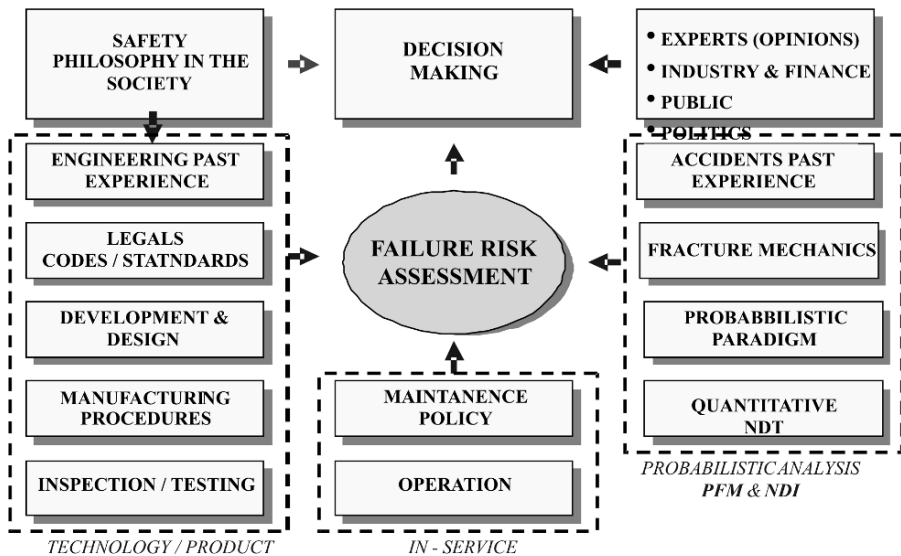 SAFETY
PHILOSOPHY IN THE
SOCIETY
DECISION
MAKING
• EXPERTS (OPINIONS)
• INDUSTRY & FINANCE
• PUBLIC
• POLITICS
ENGINEERING PAST
EXPERIENCE
LEGALS
CODES / STATNDARDS
DEVELOPMENT &
DESIGN
MANUFACTURING
PROCEDURES
INSPECTION / TESTING
TECHNOLOGY / PRODUCT
FAILURE RISK
ASSESSMENT
MAINTANENCE
POLICY
OPERATION
IN - SERVICE
ACCIDENTS PAST
EXPERIENCE
FRACTURE MECHANICS
PROBABBILISTIC
PARADIGM
QUANTITATIVE
NDT
PROBABILISTIC ANALYSIS
PFM & NDI